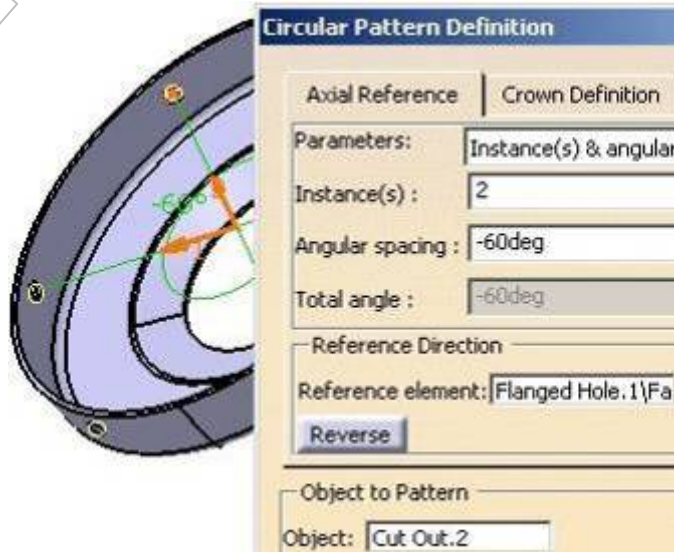 Circular Pattern Definition
Axial Reference Crown Definition
Parameters: Instance(s) & angular
Instance(s) : 2
Angular spacing : -60deg
Total angle : -60deg
Reference Direction
Reference element: Flanged Hole.1\Fa
Reverse
Object to Pattern
Object: Cut Out.2
-60°